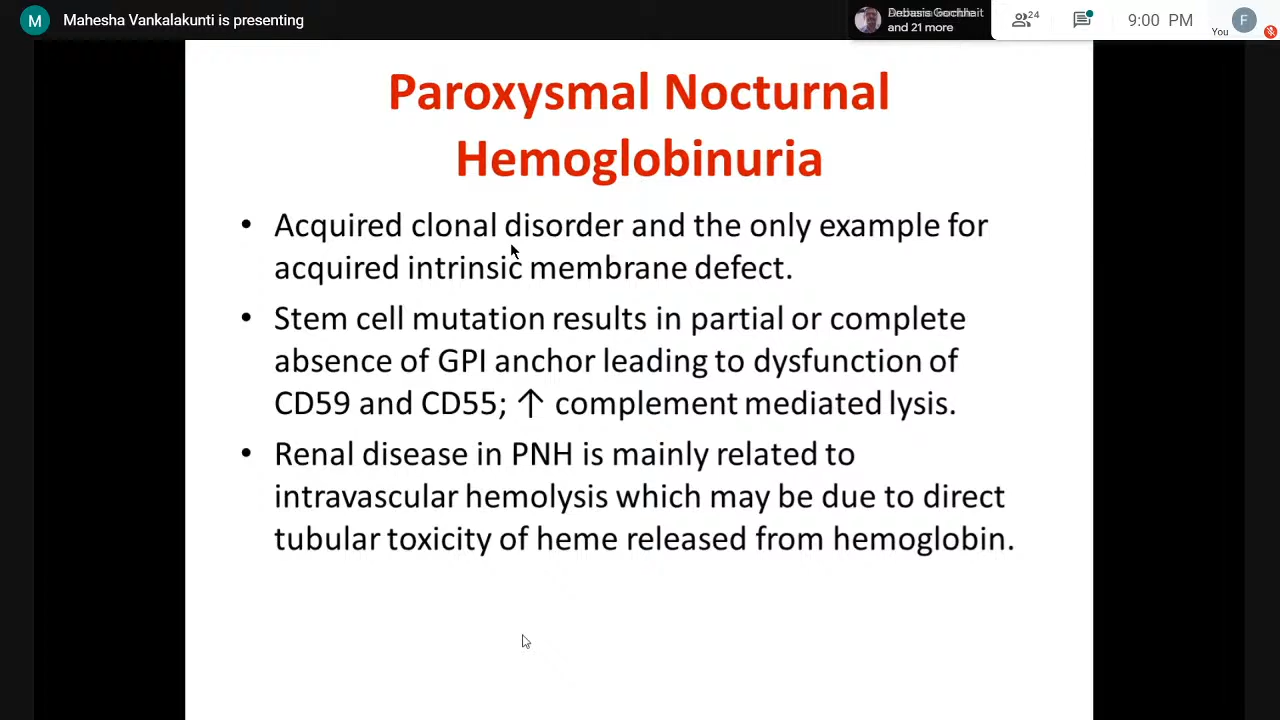 M Mahesha Vankalakunti is presenting
and 21 more
24
9:00 PM
You
F
Paroxysmal Nocturnal
Hemoglobinuria
• Acquired clonal disorder and the only example for
acquired intrinsic membrane defect.
• Stem cell mutation results in partial or complete
absence of GPI anchor leading to dysfunction of
CD59 and CD55; ↑ complement mediated lysis.
• Renal disease in PNH is mainly related to
intravascular hemolysis which may be due to direct
tubular toxicity of heme released from hemoglobin.